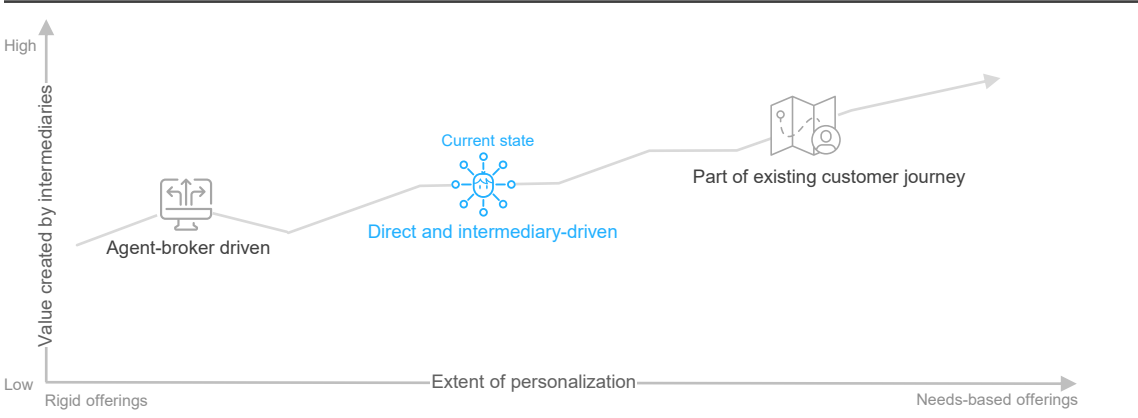 High
Value created by intermediaries
Current state
Part of existing customer journey
Direct and intermediary-driven
Agent-broker driven
Low
Extent of personalization
Rigid offerings
Needs-based offerings